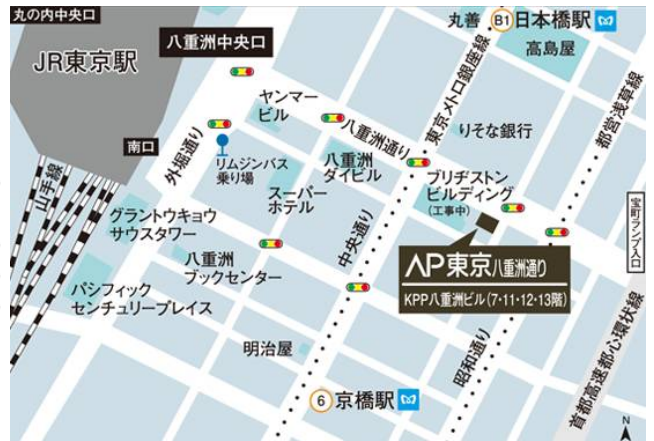 丸の内中央口
JR東京駅
八重洲中央口
丸善
B1
日本橋駅
高島屋
ヤンマー
ビル
八重洲通り
東京メトロ銀座線
都営浅草線
りそな銀行
南口
外堀通り
リムジンバス
乗り場
八重洲
ダイビル
ブリヂストン
ビルディング
(工事中)
山手線
スーパー
ホテル
グラントウキョウ
サウスタワー
中央通り
宝町ランプ入口
八重洲
ブックセンター
AP東京八重洲通り
KPP八重洲ビル(7・11・12・13階)
パシフィック
センチュリープレイス
明治屋
昭和通り
首都高速都心環状線
6
京橋駅
N